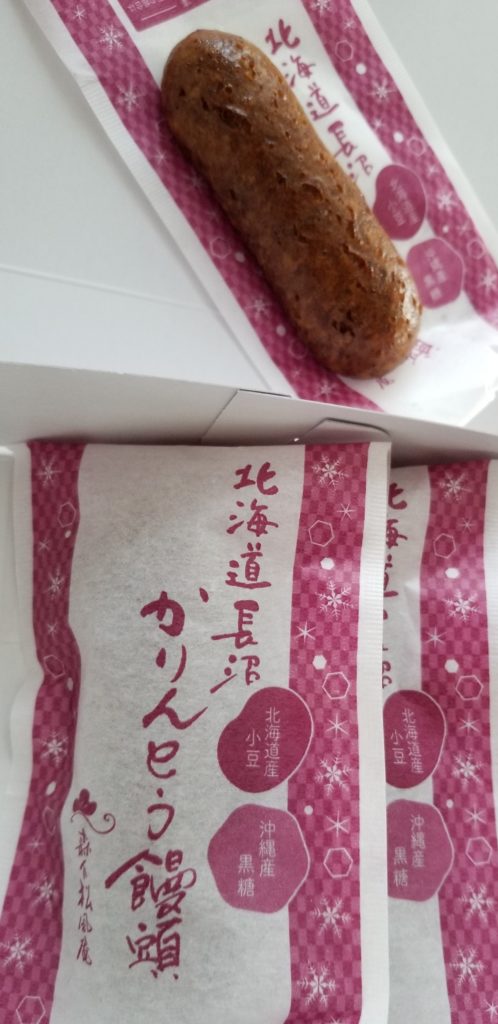 北海道長沼
北海道長沼
かりんとう饅頭
北海道産
小豆
沖縄産
黒糖
森下松風庵
北海道産
小豆
沖縄産
黒糖